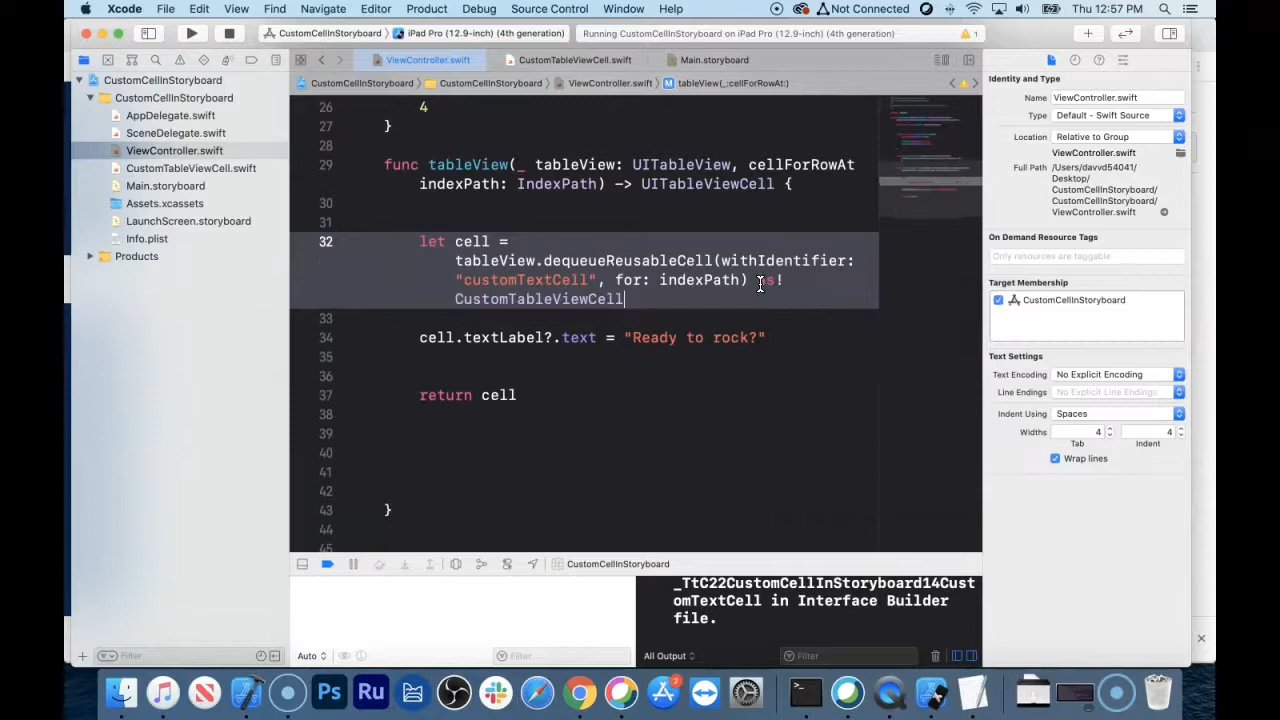 Xcode File Edit View Find Navigate Editor Product Debug Source Control Window Help Not Connected Thu 12:57 PM
CustomCellInStoryboard iPad Pro (12.9-inch) (4th generation) Running CustomCellInStoryboard on iPad Pro (12.9-inch) (4th generation) 1
ViewController.swift CustomTableViewCell.swift Main.storyboard
CustomCellInStoryboard CustomCellInStoryboard ViewController.swift M tableView(_:cellForRowAt:)
CustomCellInStoryboard
CustomCellInStoryboard
AppDelegate.swift
SceneDelegate.swift
ViewController.swift
CustomTableViewCell.swift
Main.storyboard
Assets.xcassets
LaunchScreen.storyboard
Info.plist
Products
Filter
26 4
27 }
28
29 func tableView(_ tableView: UITableView, cellForRowAt
indexPath: IndexPath) -> UITableViewCell {
30
31
32 let cell =
tableView.dequeueReusableCell(withIdentifier:
"customTextCell", for: indexPath) as!
CustomTableViewCell
33
34 cell.textLabel?.text = "Ready to rock?"
35
36
37 return cell
38
39
40
41
42
43 }
44
45
CustomCellInStoryboard
Auto Filter
_TtC22CustomCellInStoryboard14Cust
omTextCell in Interface Builder
file.
All Output Filter
Identity and Type
Name ViewController.swift
Type Default - Swift Source
Location Relative to Group
ViewController.swift
Full Path /Users/davvd54041/
Desktop/
CustomCellInStoryboard/
CustomCellInStoryboard/
ViewController.swift
On Demand Resource Tags
Only resources are taggable
Target Membership
CustomCellInStoryboard
Text Settings
Text Encoding No Explicit Encoding
Line Endings No Explicit Line Endings
Indent Using Spaces
Widths 4 4
Tab Indent
Wrap lines
Ps Ru 2